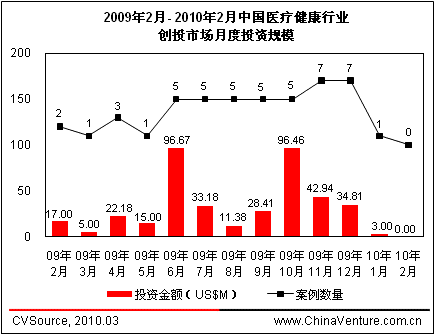 2009年2月- 2010年2月中国医疗健康行业
创投市场月度投资规模
200
150
100
50
0
2 1 3 1 5 5 5 5 5 7 7 1 0
17.00 5.00 22.18 15.00 96.67 33.18 11.38 28.41 96.46 42.94 34.81 3.00 0.00
09年 09年 09年 09年 09年 09年 09年 09年 09年 09年 09年 10年 10年
2月 3月 4月 5月 6月 7月 8月 9月 10月 11月 12月 1月 2月
投资金额（US$M） 案例数量
CVSource, 2010.03 www.ChinaVenture.com.cn